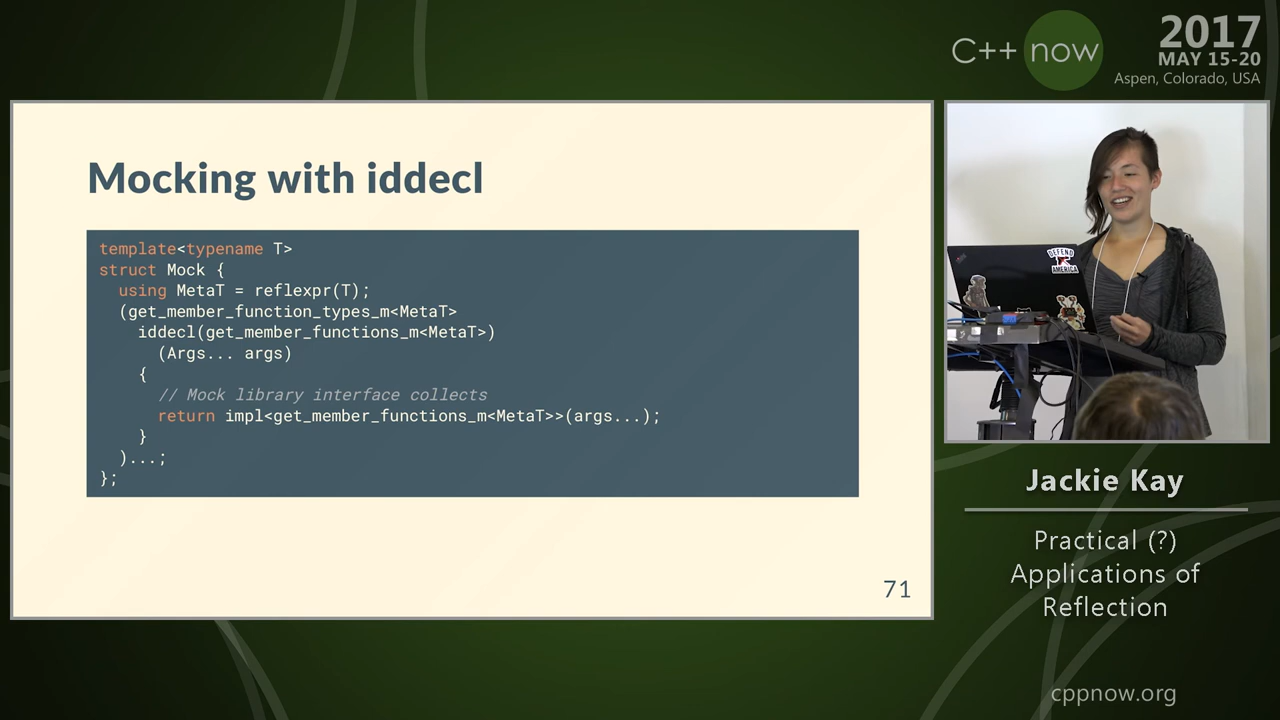 C++ now
2017
MAY 15-20
Aspen, Colorado, USA
Mocking with iddecl
template<typename T>
struct Mock {
  using MetaT = reflexpr(T);
  (get_member_function_types_m<MetaT>
    iddecl(get_member_functions_m<MetaT>)
      (Args... args)
    {
      // Mock library interface collects
      return impl<get_member_functions_m<MetaT>>(args...);
    }
  )...;
};
71
DEFEND
AMERICA
Jackie Kay
Practical (?)
Applications of
Reflection
cppnow.org